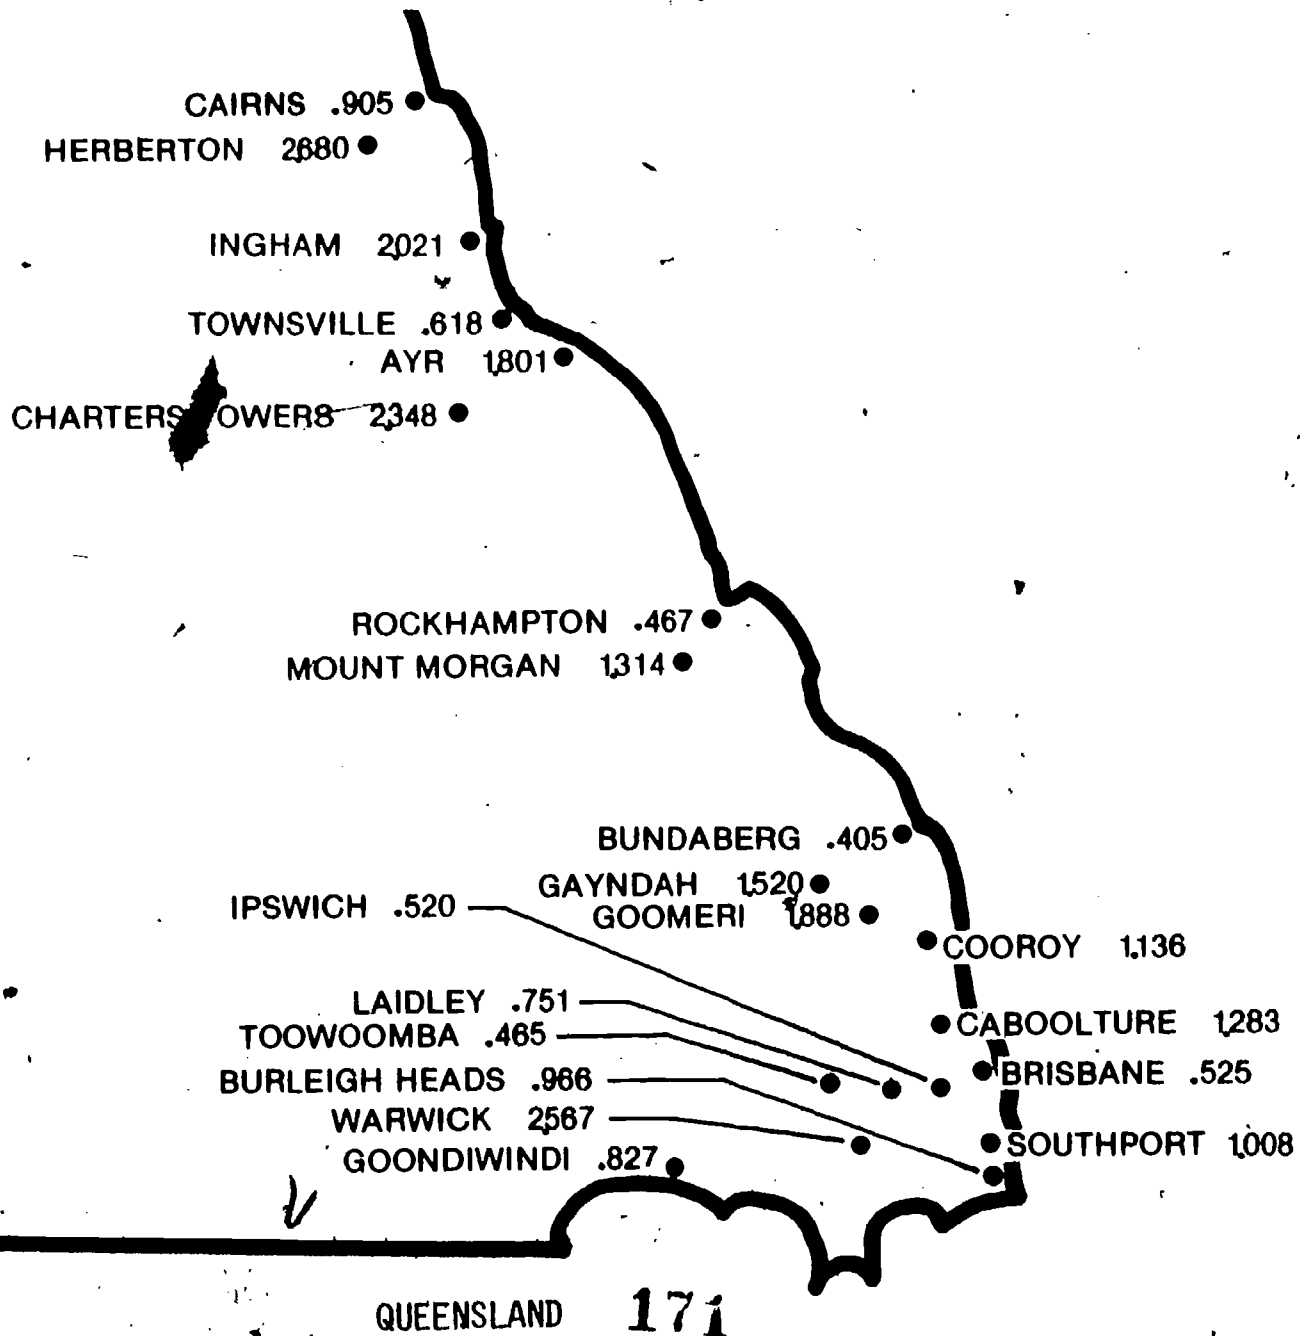 CAIRNS .905
HERBERTON 2.680
INGHAM 2.021
TOWNSVILLE .618
AYR 1.801
CHARTERS TOWERS 2.348
ROCKHAMPTON .467
MOUNT MORGAN 1.314
BUNDABERG .405
GAYNDAH 1.520
IPSWICH .520
GOOMERI 1.888
COOROY 1.136
LAIDLEY .751
CABOOLTURE 1.283
TOOWOOMBA .465
BRISBANE .525
BURLEIGH HEADS .966
WARWICK 2.567
SOUTHPORT 1.008
GOONDIWINDI .827
QUEENSLAND 171